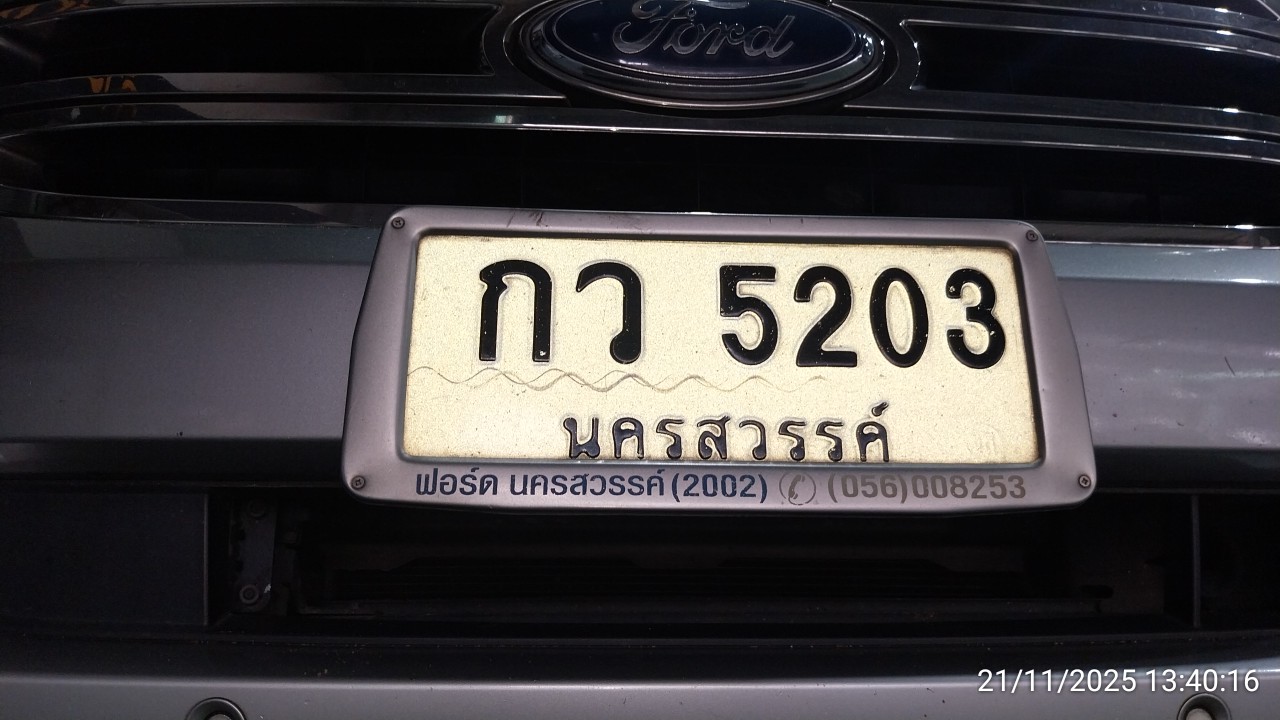 Ford
กว 5203
นครสวรรค์
ฟอร์ด นครสวรรค์ (2002) (056)008253
21/11/2025 13:40:16